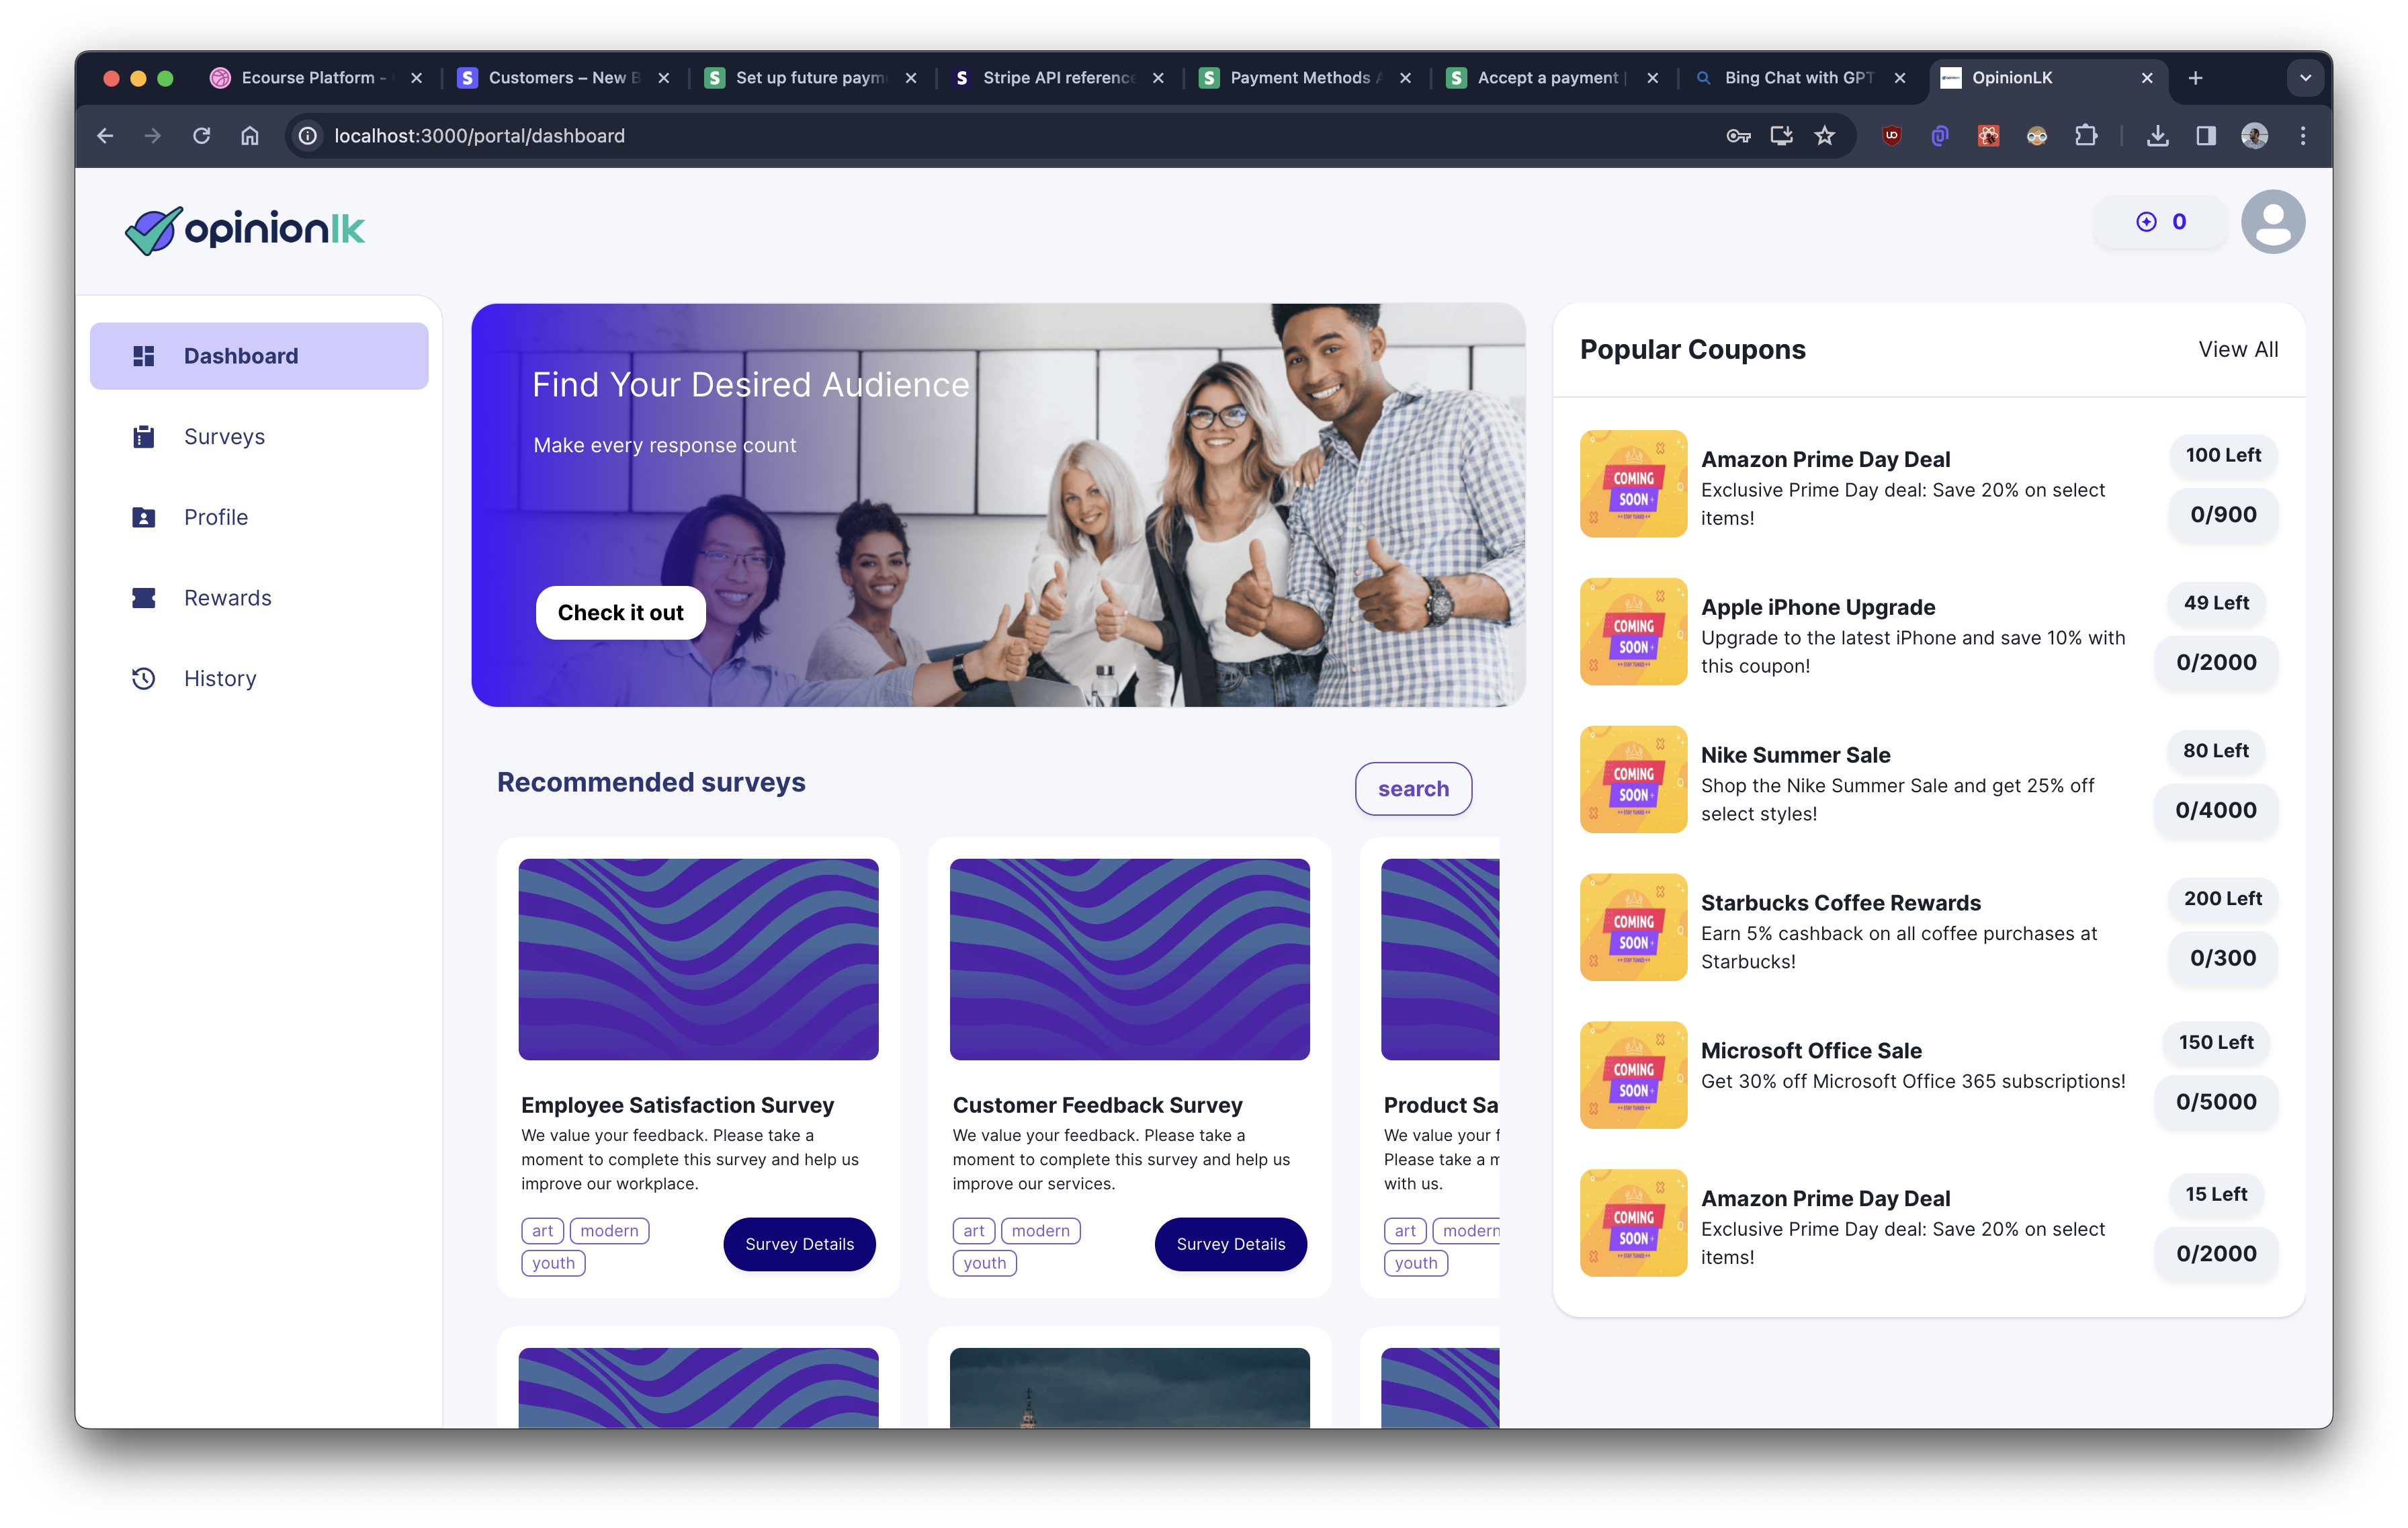 Ecourse Platform -
Customers – New B
Set up future paym
Stripe API reference
Payment Methods A
Accept a payment |
Bing Chat with GPT
OpinionLK
localhost:3000/portal/dashboard
opinionlk
0
Dashboard
Surveys
Profile
Rewards
History
Find Your Desired Audience
Make every response count
Check it out
Recommended surveys
search
Employee Satisfaction Survey
We value your feedback. Please take a
moment to complete this survey and help us
improve our workplace.
art modern
youth
Survey Details
Customer Feedback Survey
We value your feedback. Please take a
moment to complete this survey and help us
improve our services.
art modern
youth
Survey Details
Product Sa
We value your f
Please take a m
with us.
art modern
youth
Popular Coupons
View All
COMING
SOON
Amazon Prime Day Deal
Exclusive Prime Day deal: Save 20% on select
items!
100 Left
0/900
COMING
SOON
Apple iPhone Upgrade
Upgrade to the latest iPhone and save 10% with
this coupon!
49 Left
0/2000
COMING
SOON
Nike Summer Sale
Shop the Nike Summer Sale and get 25% off
select styles!
80 Left
0/4000
COMING
SOON
Starbucks Coffee Rewards
Earn 5% cashback on all coffee purchases at
Starbucks!
200 Left
0/300
COMING
SOON
Microsoft Office Sale
Get 30% off Microsoft Office 365 subscriptions!
150 Left
0/5000
COMING
SOON
Amazon Prime Day Deal
Exclusive Prime Day deal: Save 20% on select
items!
15 Left
0/2000